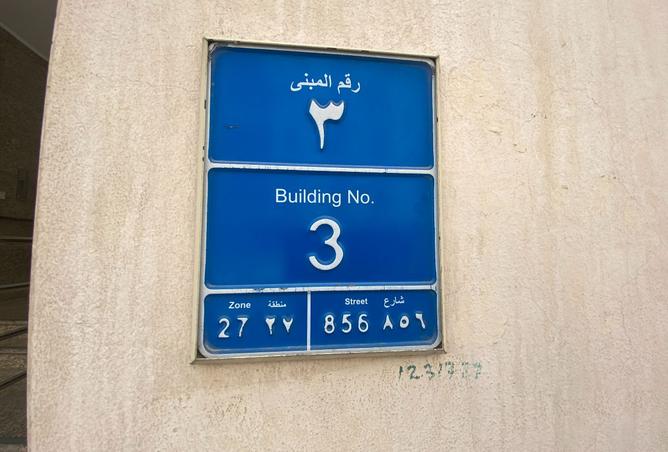 رقم المبنى
٣
Building No.
3
Zone منطقة
27 ٢٧
Street شارع
856 ٨٥٦